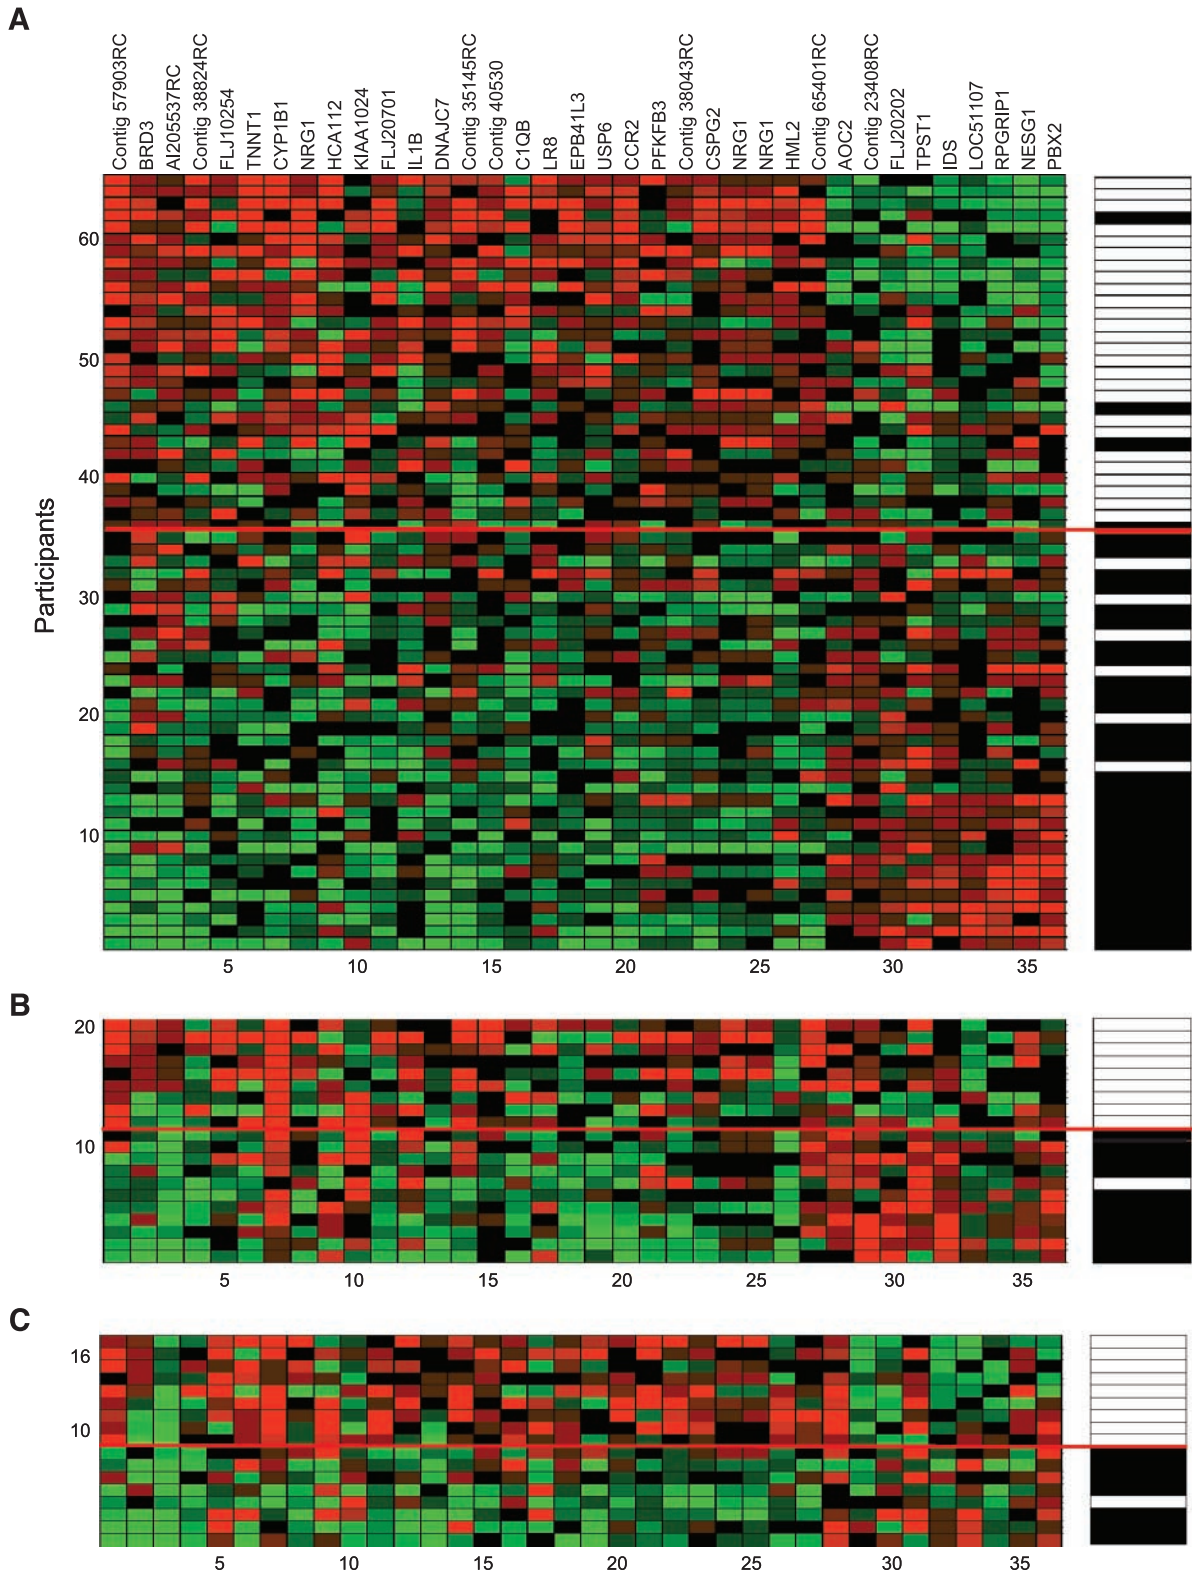 A
Contig 57903RC
BRD3
AI205537RC
Contig 38824RC
FLJ10254
TNNT1
CYP1B1
NRG1
HCA112
KIAA1024
FLJ20701
IL1B
DNAJC7
Contig 35145RC
Contig 40530
C1QB
LR8
EPB41L3
USP6
CCR2
PFKFB3
Contig 38043RC
CSPG2
NRG1
NRG1
HML2
Contig 65401RC
AOC2
Contig 23408RC
FLJ20202
TPST1
IDS
LOC51107
RPGRIP1
NESG1
PBX2
Participants
60
50
40
30
20
10
5 10 15 20 25 30 35
B
20
10
5 10 15 20 25 30 35
C
16
10
5 10 15 20 25 30 35